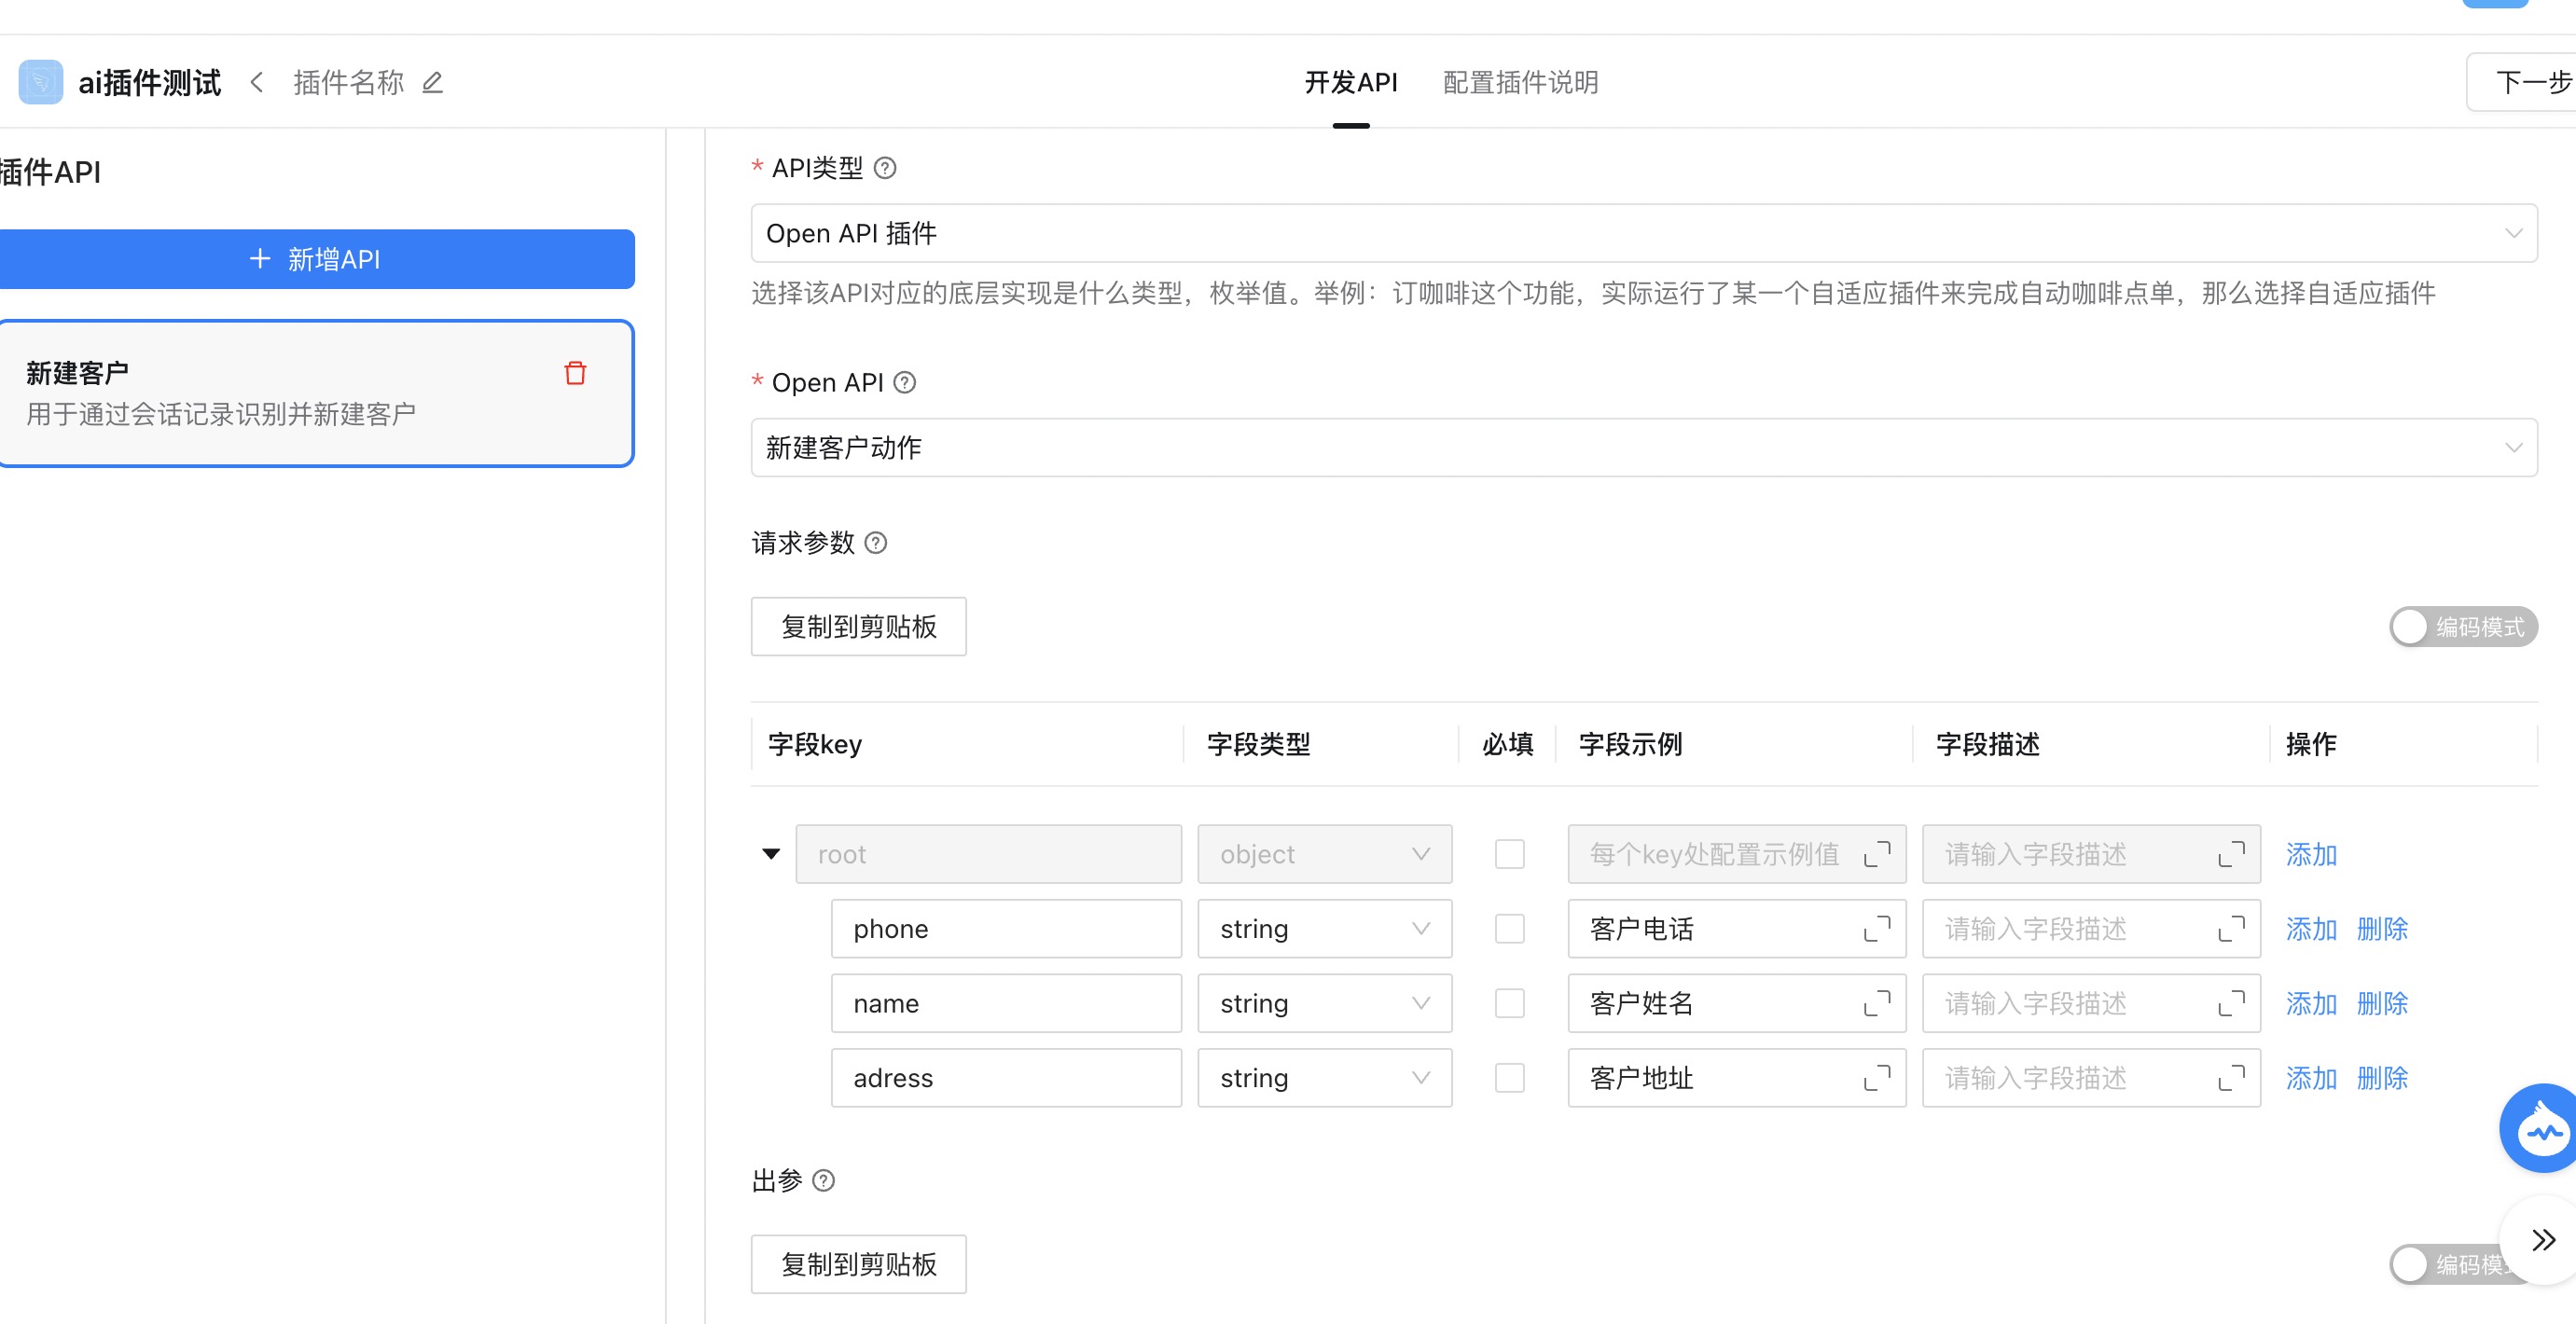 ai插件测试 插件名称 开发API 配置插件说明 下一步
插件API
新增API
新建客户
用于通过会话记录识别并新建客户
* API类型
Open API 插件
选择该API对应的底层实现是什么类型，枚举值。举例：订咖啡这个功能，实际运行了某一个自适应插件来完成自动咖啡点单，那么选择自适应插件
* Open API
新建客户动作
请求参数
复制到剪贴板 编码模式
字段key 字段类型 必填 字段示例 字段描述 操作
root object 每个key处配置示例值 请输入字段描述 添加
phone string 客户电话 请输入字段描述 添加 删除
name string 客户姓名 请输入字段描述 添加 删除
adress string 客户地址 请输入字段描述 添加 删除
出参
复制到剪贴板 编码模